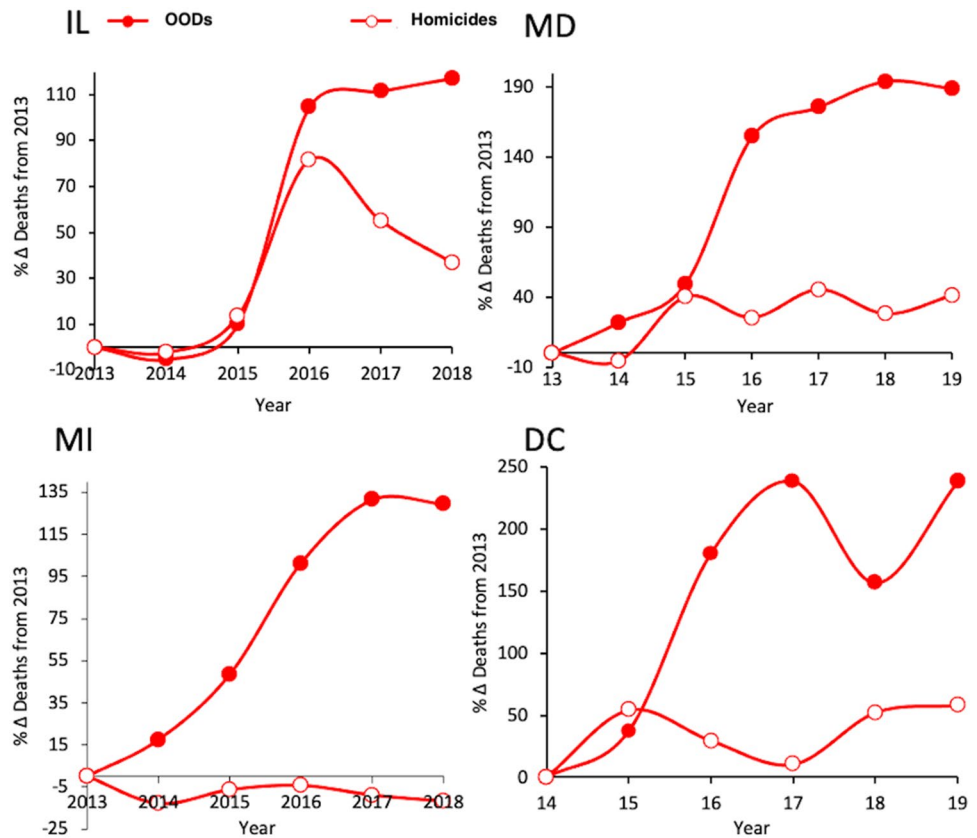 IL
OODs
Homicides
MD
% Δ Deaths from 2013
110
90
70
50
30
10
-10
2013 2014 2015 2016 2017 2018
Year
% Δ Deaths from 2013
190
140
90
40
-10
13 14 15 16 17 18 19
Year
MI
DC
% Δ Deaths from 2013
135
115
95
75
55
35
15
-5
-25
2013 2014 2015 2016 2017 2018
Year
% Δ Deaths from 2013
250
200
150
100
50
0
14 15 16 17 18 19
Year